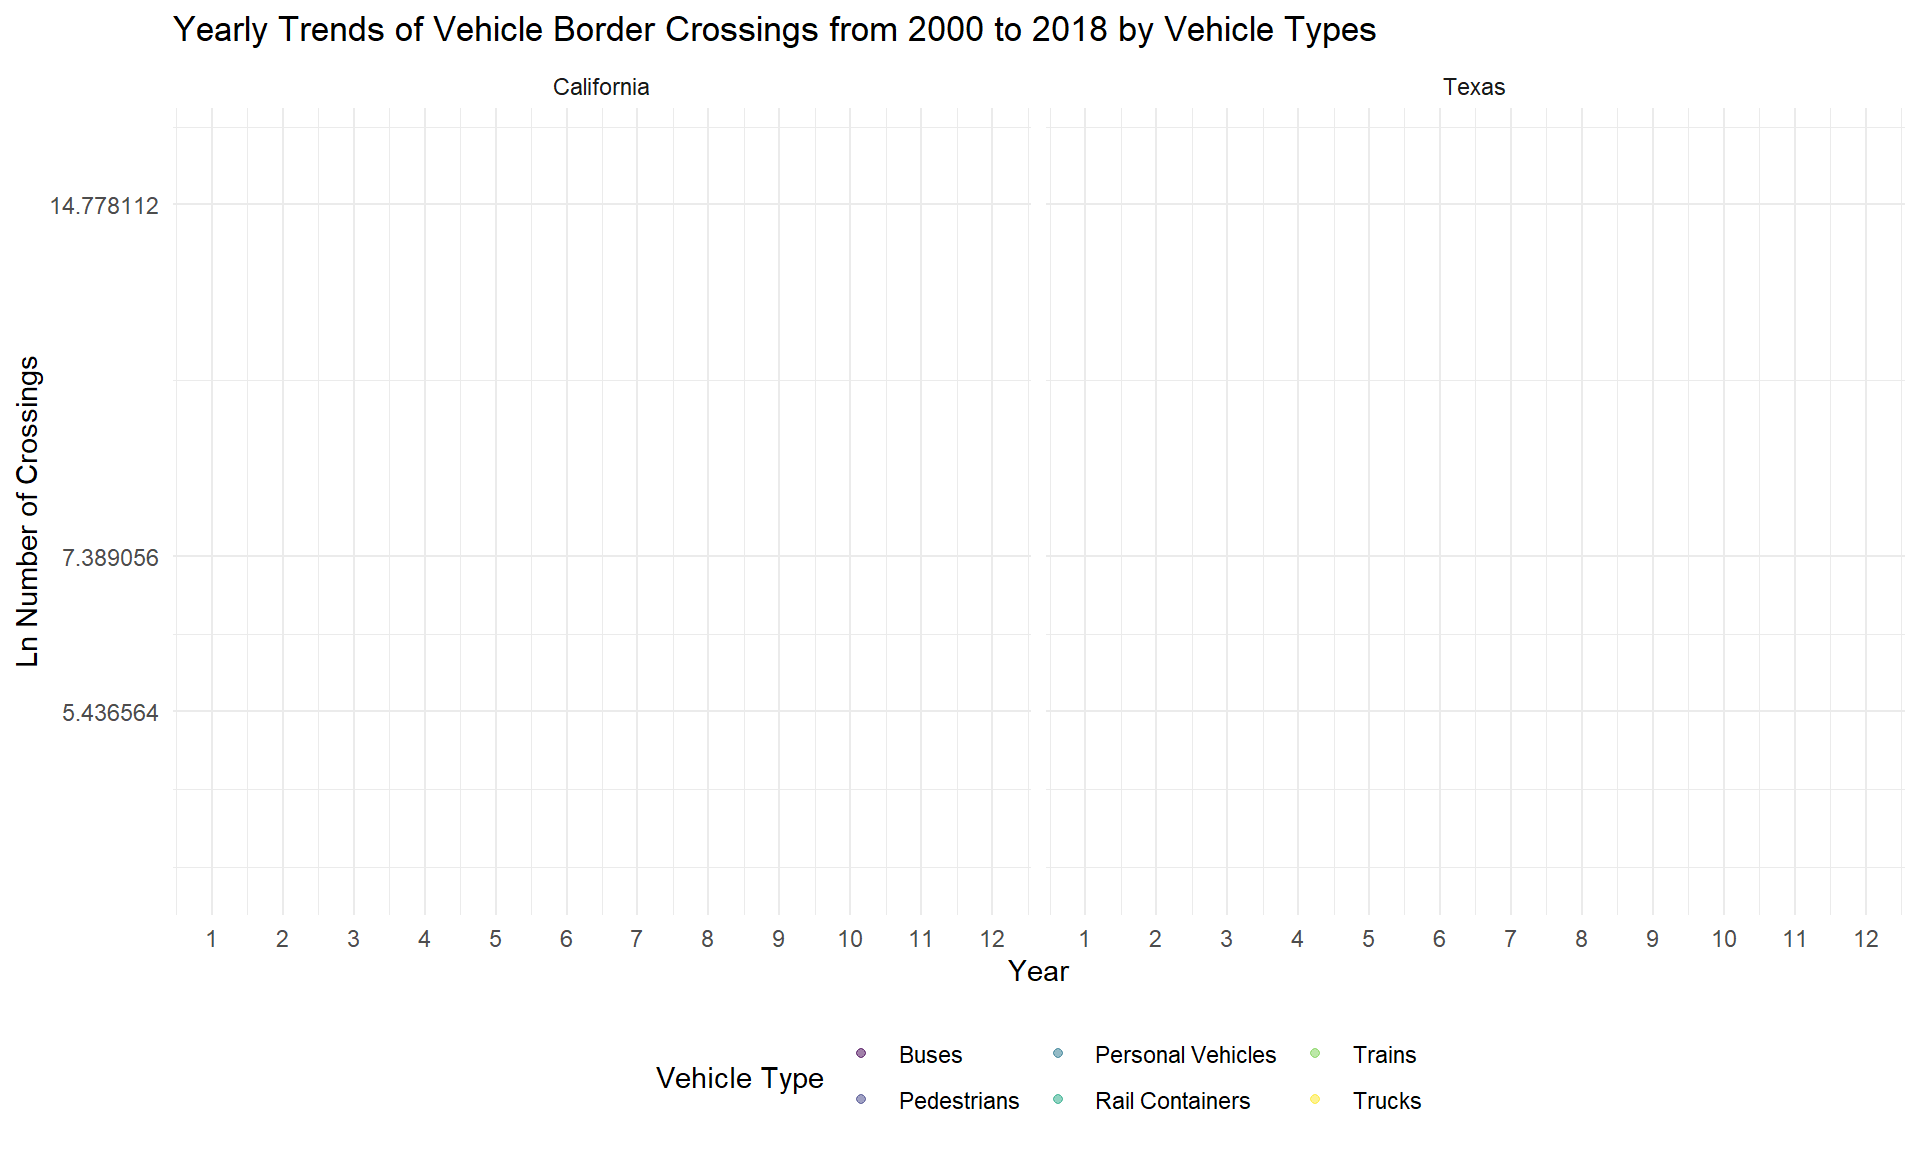 Yearly Trends of Vehicle Border Crossings from 2000 to 2018 by Vehicle Types
California Texas
14.778112
7.389056
5.436564
Ln Number of Crossings
1 2 3 4 5 6 7 8 9 10 11 12 1 2 3 4 5 6 7 8 9 10 11 12
Year
Vehicle Type
Buses Personal Vehicles Trains
Pedestrians Rail Containers Trucks